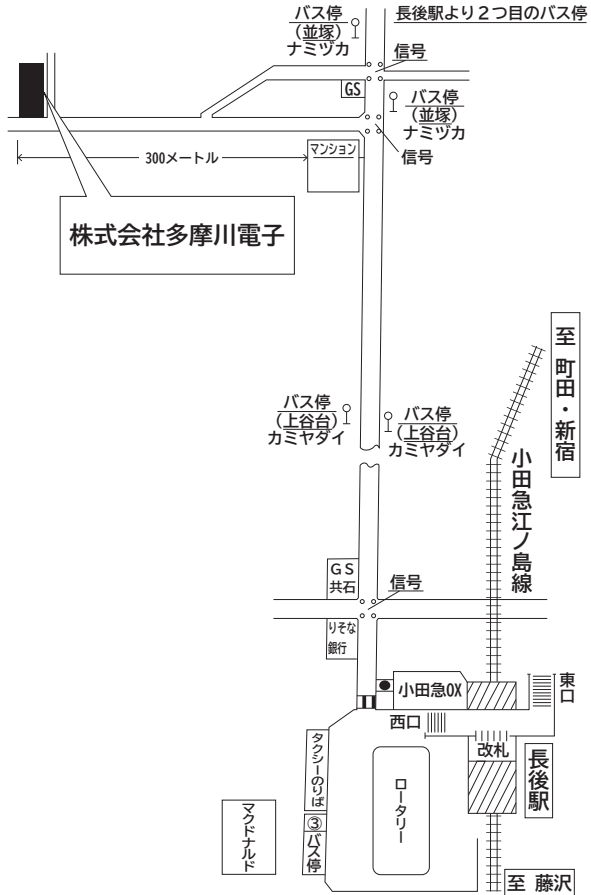 バス停
(並塚)
ナミヅカ
長後駅より2つ目のバス停
信号
GS
バス停
(並塚)
ナミヅカ
信号
マンション
300メートル
株式会社多摩川電子
至 町田・新宿
バス停
(上谷台)
カミヤダイ
バス停
(上谷台)
カミヤダイ
小田急江ノ島線
GS
共石
信号
りそな
銀行
小田急OX
東口
西口
改札
長後駅
タクシーのりば
ロータリー
③バス停
マクドナルド
至 藤沢